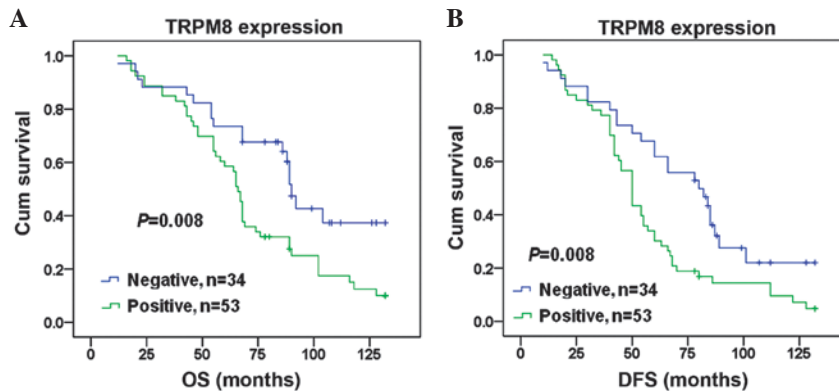 A
TRPM8 expression
1.0
0.8
0.6
0.4
0.2
0.0
Cum survival
P=0.008
Negative, n=34
Positive, n=53
0
25
50
75
100
125
OS (months)
B
TRPM8 expression
1.0
0.8
0.6
0.4
0.2
0.0
Cum survival
P=0.008
Negative, n=34
Positive, n=53
0
25
50
75
100
125
DFS (months)